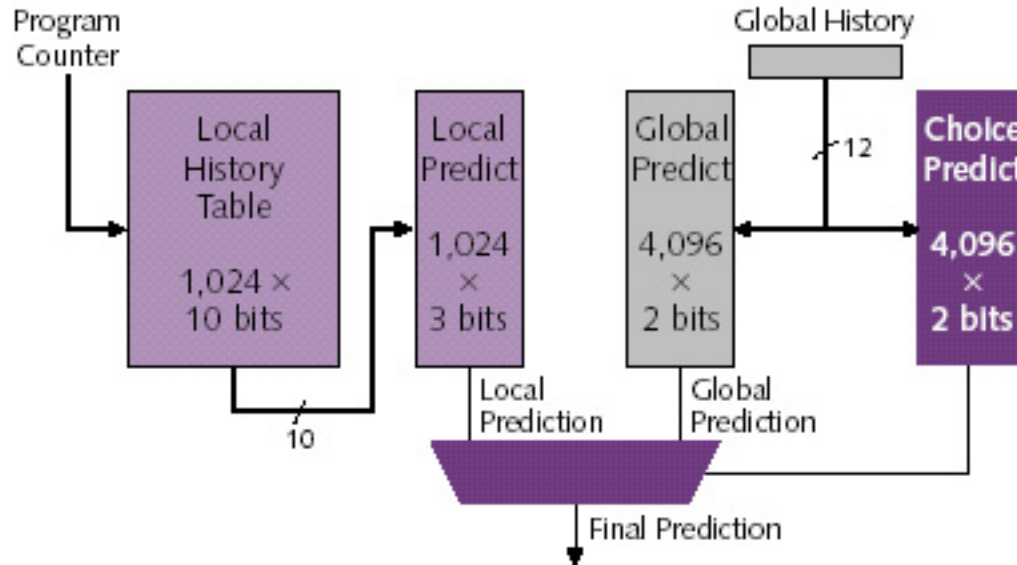 Program
Counter
Global History
Local
History
Table
1,024 ×
10 bits
Local
Predict
1,024
×
3 bits
Global
Predict
4,096
×
2 bits
12
Choice
Predict
4,096
×
2 bits
10
Local
Prediction
Global
Prediction
Final Prediction